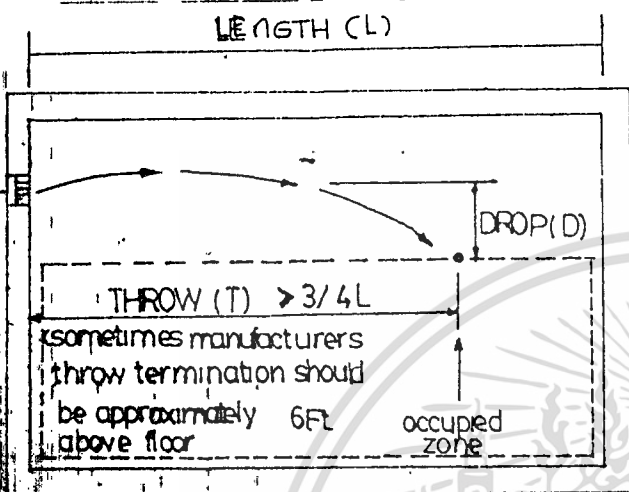 LENGTH (L)
DROP(D)
THROW (T) > 3/4L
sometimes manufacturers
throw termination should
be approximately 6Ft
above floor
occupied
zone